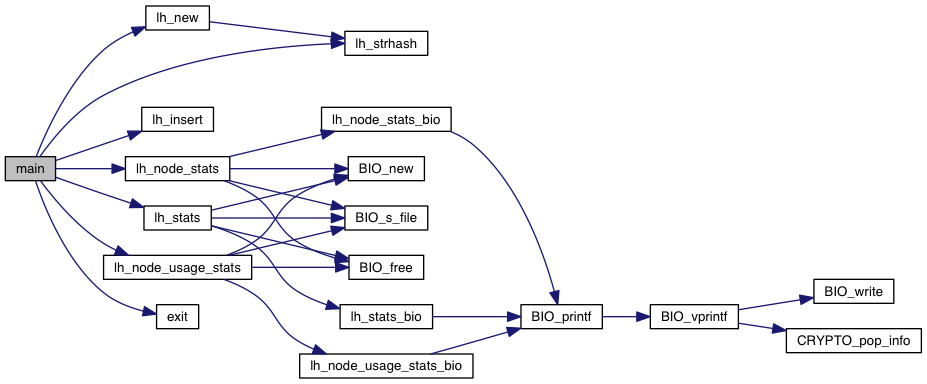 main
lh_new
lh_strhash
lh_insert
lh_node_stats
lh_stats
lh_node_usage_stats
exit
lh_node_stats_bio
BIO_new
BIO_s_file
BIO_free
lh_stats_bio
lh_node_usage_stats_bio
BIO_printf
BIO_vprintf
BIO_write
CRYPTO_pop_info